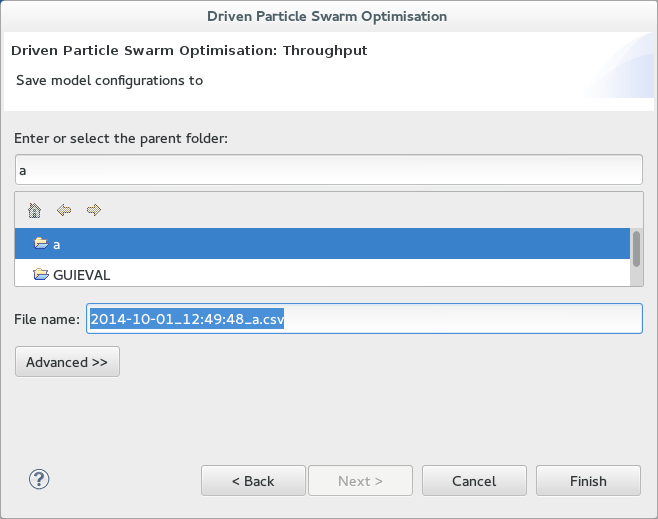 Driven Particle Swarm Optimisation
Driven Particle Swarm Optimisation: Throughput
Save model configurations to
Enter or select the parent folder:
a
a
GUIEVAL
File name: 2014-10-01_12:49:48_a.csv
Advanced >>
? < Back Next > Cancel Finish